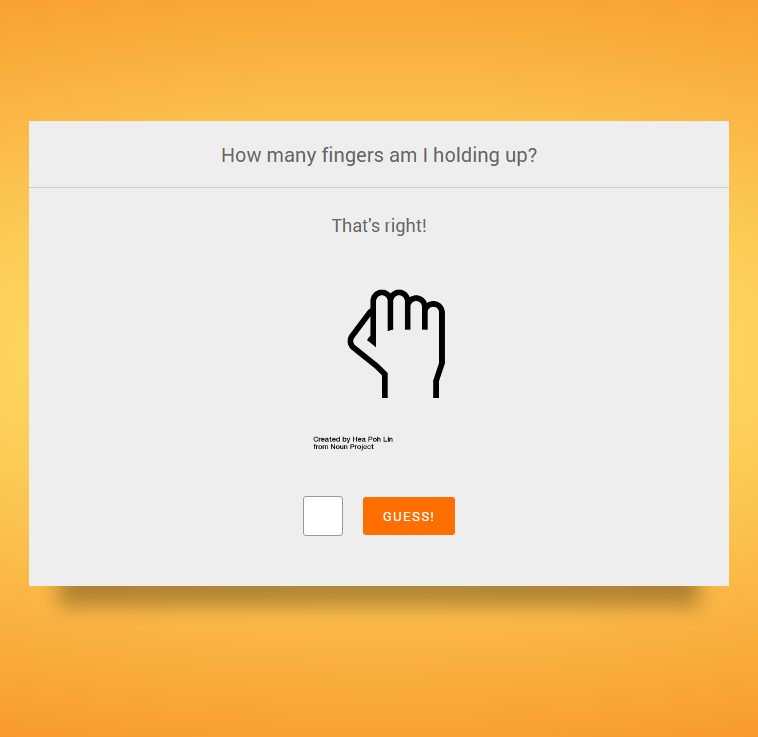 How many fingers am I holding up?
That's right!
Created by Hea Poh Lin
from Noun Project
GUESS!